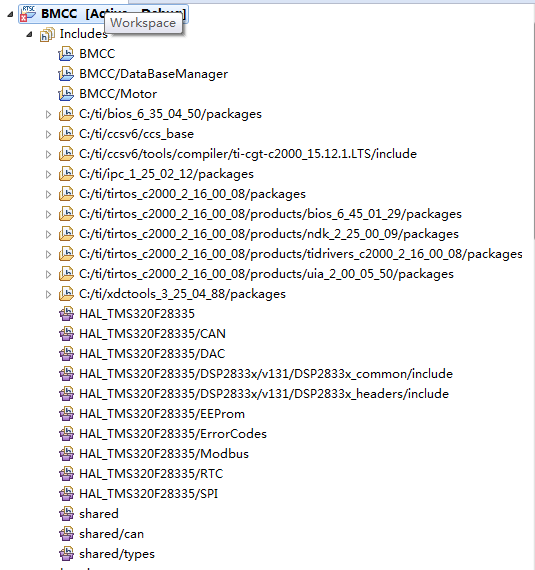 BMCC [Active - Debug]
Workspace
Includes
BMCC
BMCC/DataBaseManager
BMCC/Motor
C:/ti/bios_6_35_04_50/packages
C:/ti/ccsv6/ccs_base
C:/ti/ccsv6/tools/compiler/ti-cgt-c2000_15.12.1.LTS/include
C:/ti/ipc_1_25_02_12/packages
C:/ti/tirtos_c2000_2_16_00_08/packages
C:/ti/tirtos_c2000_2_16_00_08/products/bios_6_45_01_29/packages
C:/ti/tirtos_c2000_2_16_00_08/products/ndk_2_25_00_09/packages
C:/ti/tirtos_c2000_2_16_00_08/products/tidrivers_c2000_2_16_00_08/packages
C:/ti/tirtos_c2000_2_16_00_08/products/uia_2_00_05_50/packages
C:/ti/xdctools_3_25_04_88/packages
HAL_TMS320F28335
HAL_TMS320F28335/CAN
HAL_TMS320F28335/DAC
HAL_TMS320F28335/DSP2833x/v131/DSP2833x_common/include
HAL_TMS320F28335/DSP2833x/v131/DSP2833x_headers/include
HAL_TMS320F28335/EEProm
HAL_TMS320F28335/ErrorCodes
HAL_TMS320F28335/Modbus
HAL_TMS320F28335/RTC
HAL_TMS320F28335/SPI
shared
shared/can
shared/types